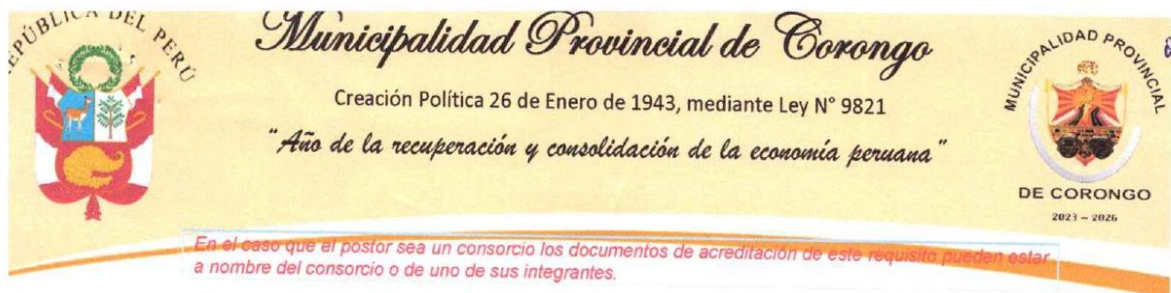 REPÚBLICA DEL PERÚ
Municipalidad Provincial de Corongo
Creación Política 26 de Enero de 1943, mediante Ley N° 9821
"Año de la recuperación y consolidación de la economía peruana"
MUNICIPALIDAD PROVINCIAL
DE CORONGO
2023 – 2026
En el caso que el postor sea un consorcio los documentos de acreditación de este requisito pueden estar
a nombre del consorcio o de uno de sus integrantes.